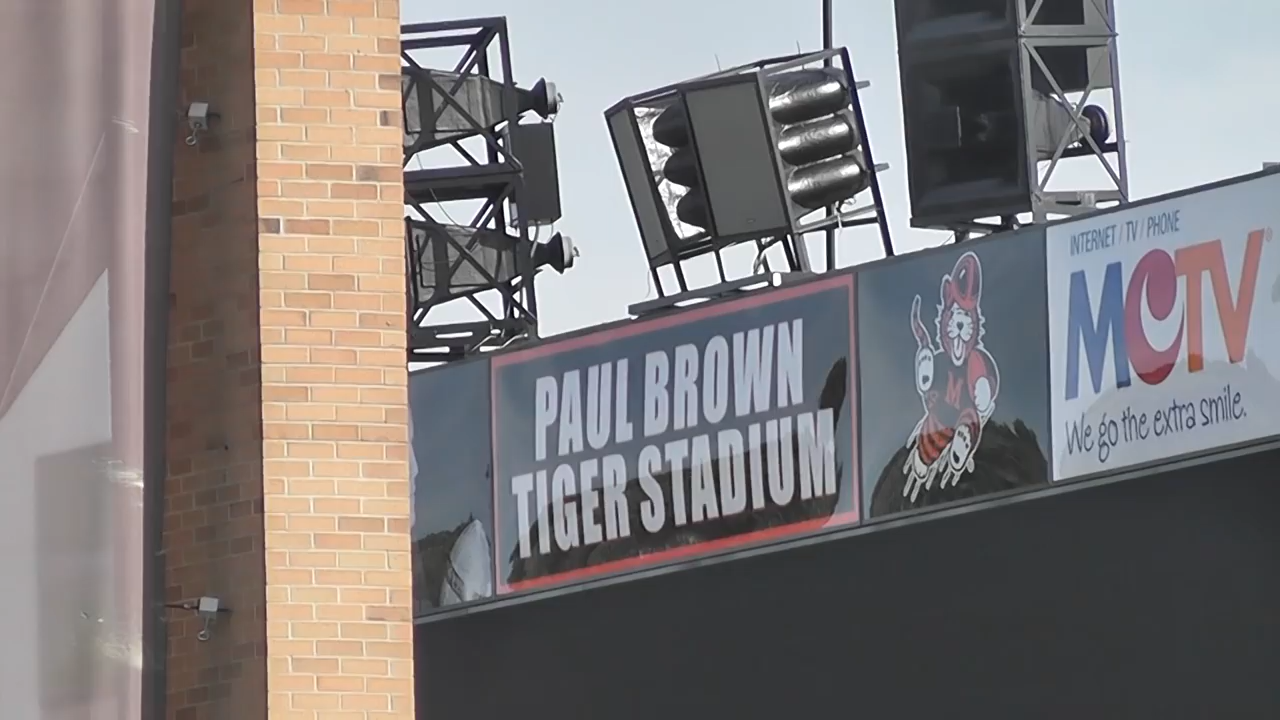 PAUL BROWN
TIGER STADIUM
M
INTERNET / TV / PHONE
MCTV®
We go the extra smile.